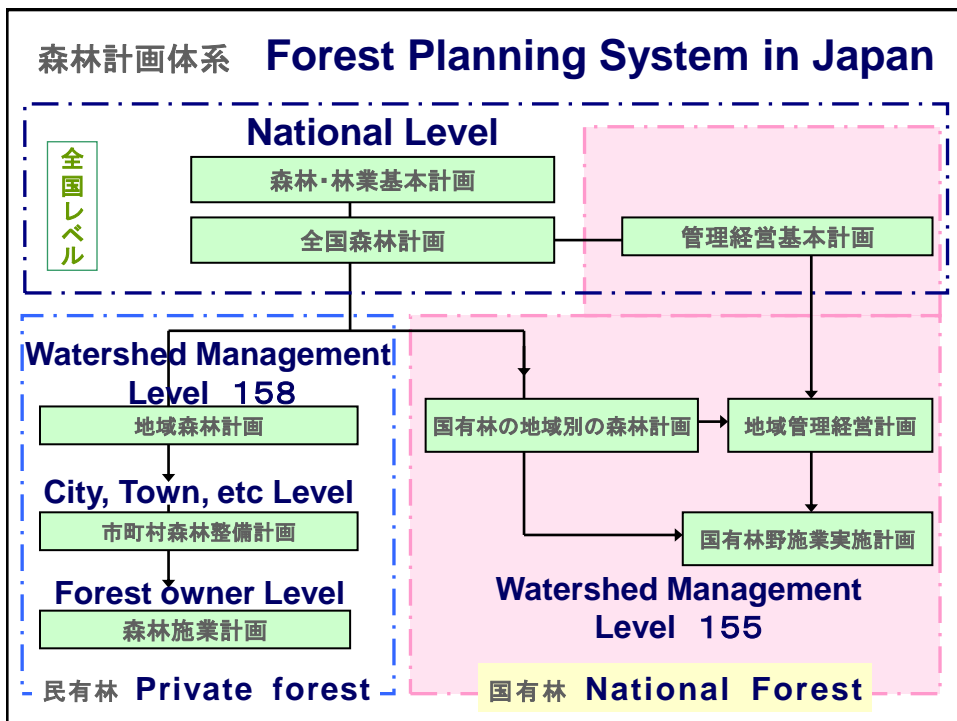 森林計画体系 Forest Planning System in Japan
National Level
全国レベル
森林・林業基本計画
全国森林計画
管理経営基本計画
Watershed Management
Level 158
地域森林計画
国有林の地域別の森林計画
地域管理経営計画
City, Town, etc Level
市町村森林整備計画
国有林野施業実施計画
Forest owner Level
森林施業計画
Watershed Management
Level 155
民有林 Private forest
国有林 National Forest